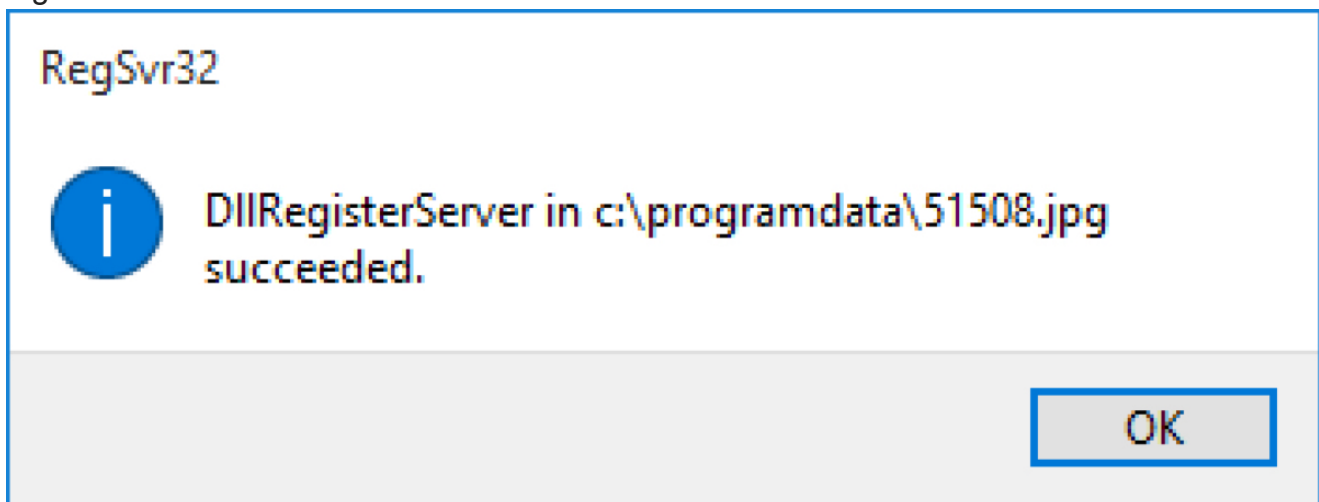 RegSvr32
i
DllRegisterServer in c:\programdata\51508.jpg
succeeded.
OK